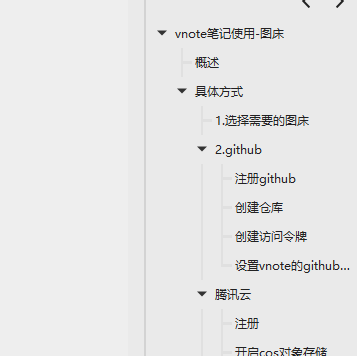 vnote笔记使用-图床
概述
具体方式
1.选择需要的图床
2.github
注册github
创建仓库
创建访问令牌
设置vnote的github...
腾讯云
注册
开启cos对象存储